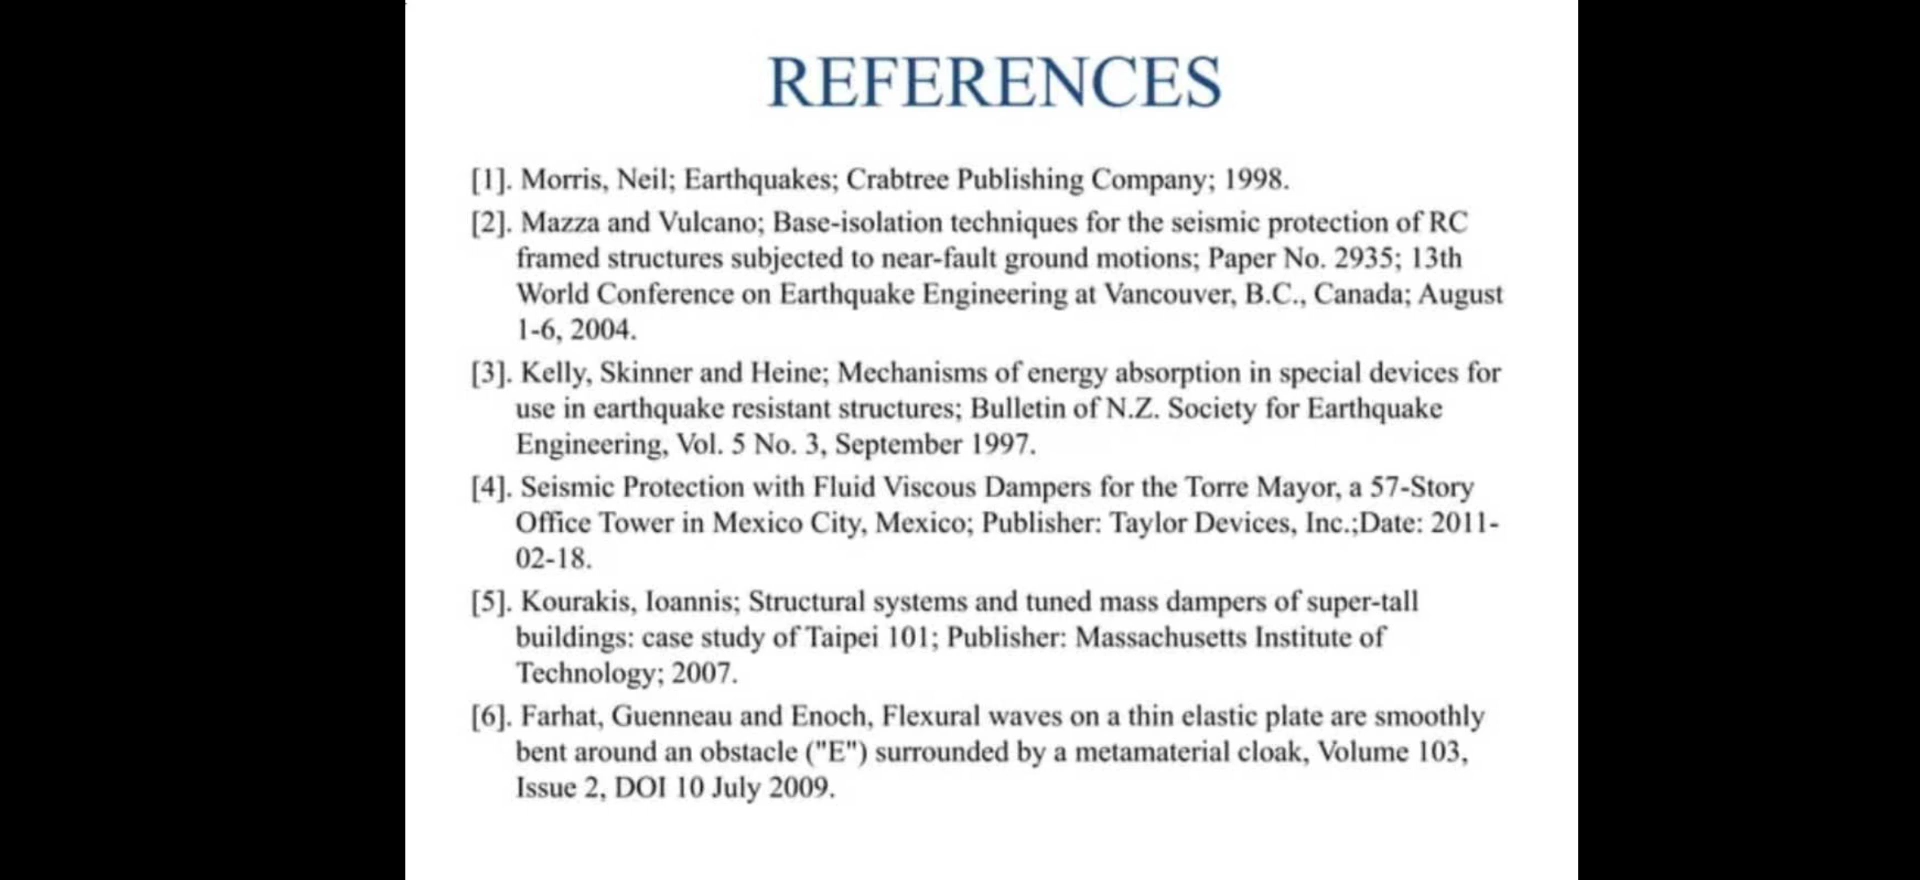 REFERENCES
[1]. Morris, Neil; Earthquakes; Crabtree Publishing Company; 1998.
[2]. Mazza and Vulcano; Base-isolation techniques for the seismic protection of RC
framed structures subjected to near-fault ground motions; Paper No. 2935; 13th
World Conference on Earthquake Engineering at Vancouver, B.C., Canada; August
1-6, 2004.
[3]. Kelly, Skinner and Heine; Mechanisms of energy absorption in special devices for
use in earthquake resistant structures; Bulletin of N.Z. Society for Earthquake
Engineering, Vol. 5 No. 3, September 1997.
[4]. Seismic Protection with Fluid Viscous Dampers for the Torre Mayor, a 57-Story
Office Tower in Mexico City, Mexico; Publisher: Taylor Devices, Inc.;Date: 2011-
02-18.
[5]. Kourakis, Ioannis; Structural systems and tuned mass dampers of super-tall
buildings: case study of Taipei 101; Publisher: Massachusetts Institute of
Technology; 2007.
[6]. Farhat, Guenneau and Enoch, Flexural waves on a thin elastic plate are smoothly
bent around an obstacle ("E") surrounded by a metamaterial cloak, Volume 103,
Issue 2, DOI 10 July 2009.